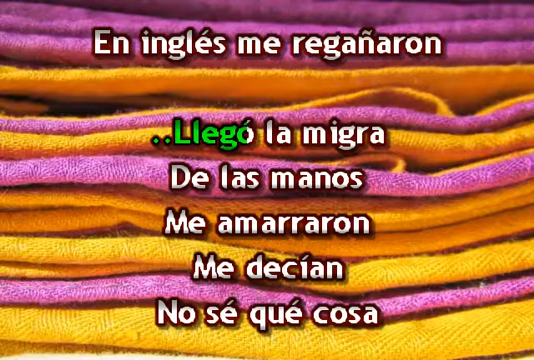 En inglés me regañaron
..Llegó la migra
De las manos
Me amarraron
Me decían
No sé qué cosa